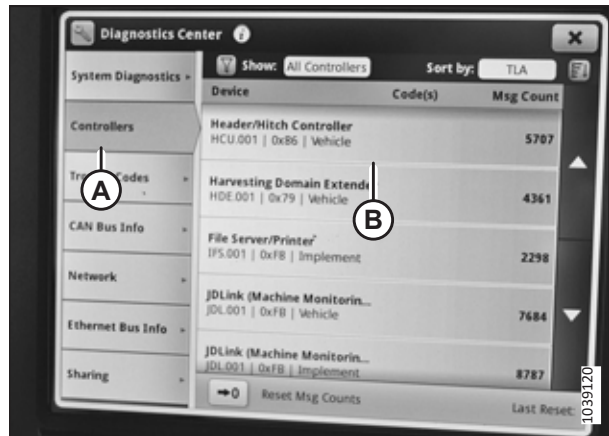 Diagnostics Center
System Diagnostics
Show: All Controllers Sort by: TLA
Device Code(s) Msg Count
Controllers
Header/Hitch Controller
HCU.001 | 0xB6 | Vehicle 5707
A
Codes
Harvesting Domain Extende
HDE.001 | 0x79 | Vehicle 4361
B
CAN Bus Info
File Server/Printer
IFS.001 | 0xFB | Implement 2298
Network
JDLink (Machine Monitorin...
JDL.001 | 0xFB | Vehicle 7684
Ethernet Bus Info
JDLink (Machine Monitorin...
JDL.001 | 0xFB | Implement 8787
Sharing
→0 Reset Msg Counts Last Reset:
1039120